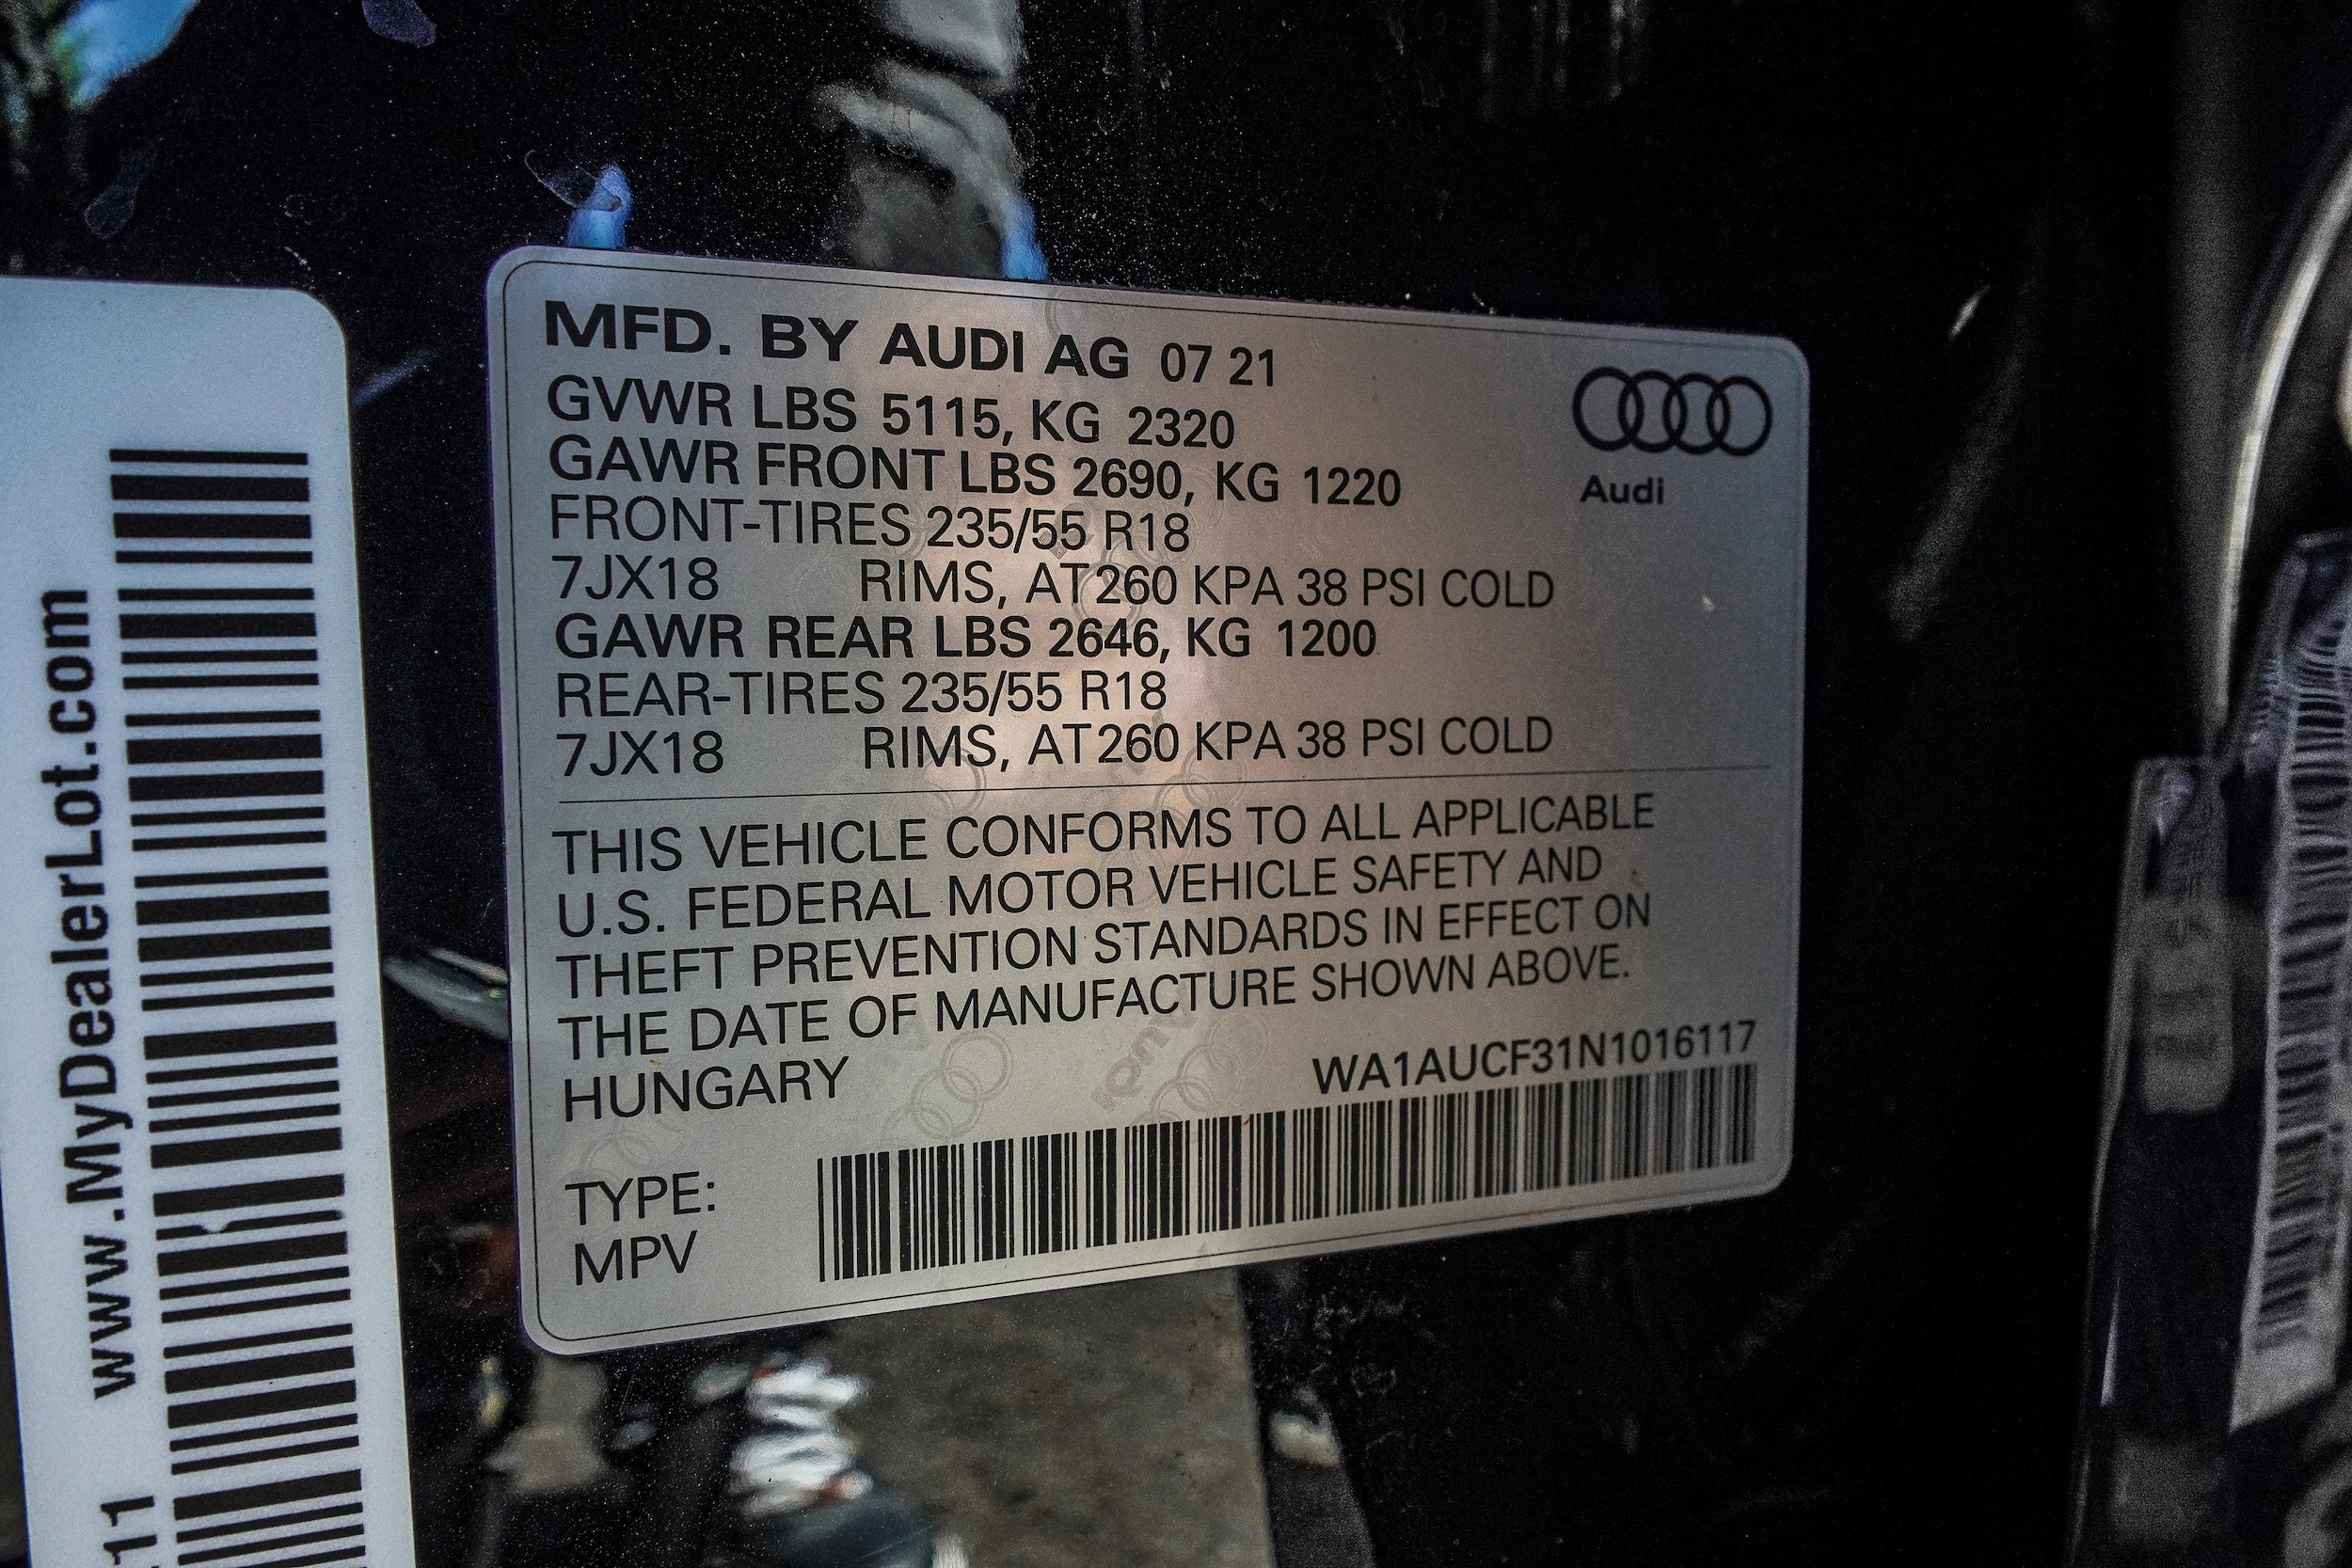 MFD. BY AUDI AG 07 21
GVWR LBS 5115, KG 2320
GAWR FRONT LBS 2690, KG 1220
FRONT-TIRES 235/55 R18
7JX18 RIMS, AT 260 KPA 38 PSI COLD
GAWR REAR LBS 2646, KG 1200
REAR-TIRES 235/55 R18
7JX18 RIMS, AT 260 KPA 38 PSI COLD
Audi
THIS VEHICLE CONFORMS TO ALL APPLICABLE
U.S. FEDERAL MOTOR VEHICLE SAFETY AND
THEFT PREVENTION STANDARDS IN EFFECT ON
THE DATE OF MANUFACTURE SHOWN ABOVE.
HUNGARY
WA1AUCF31N1016117
TYPE:
MPV
www.MyDealerLot.com